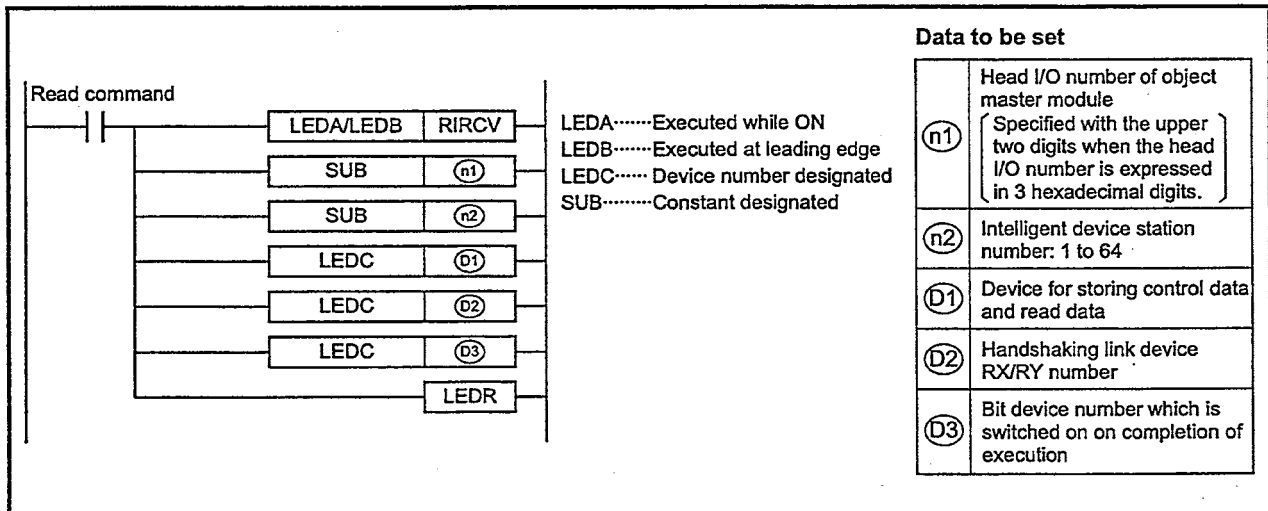 Read command
LEDA/LEDB RIRCV
SUB n1
SUB n2
LEDC D1
LEDC D2
LEDC D3
LEDR
LEDA·······Executed while ON
LEDB·······Executed at leading edge
LEDC······ Device number designated
SUB·········Constant designated
Data to be set
n1
Head I/O number of object
master module
Specified with the upper
two digits when the head
I/O number is expressed
in 3 hexadecimal digits.
n2
Intelligent device station
number: 1 to 64
D1
Device for storing control data
and read data
D2
Handshaking link device
RX/RY number
D3
Bit device number which is
switched on on completion of
execution